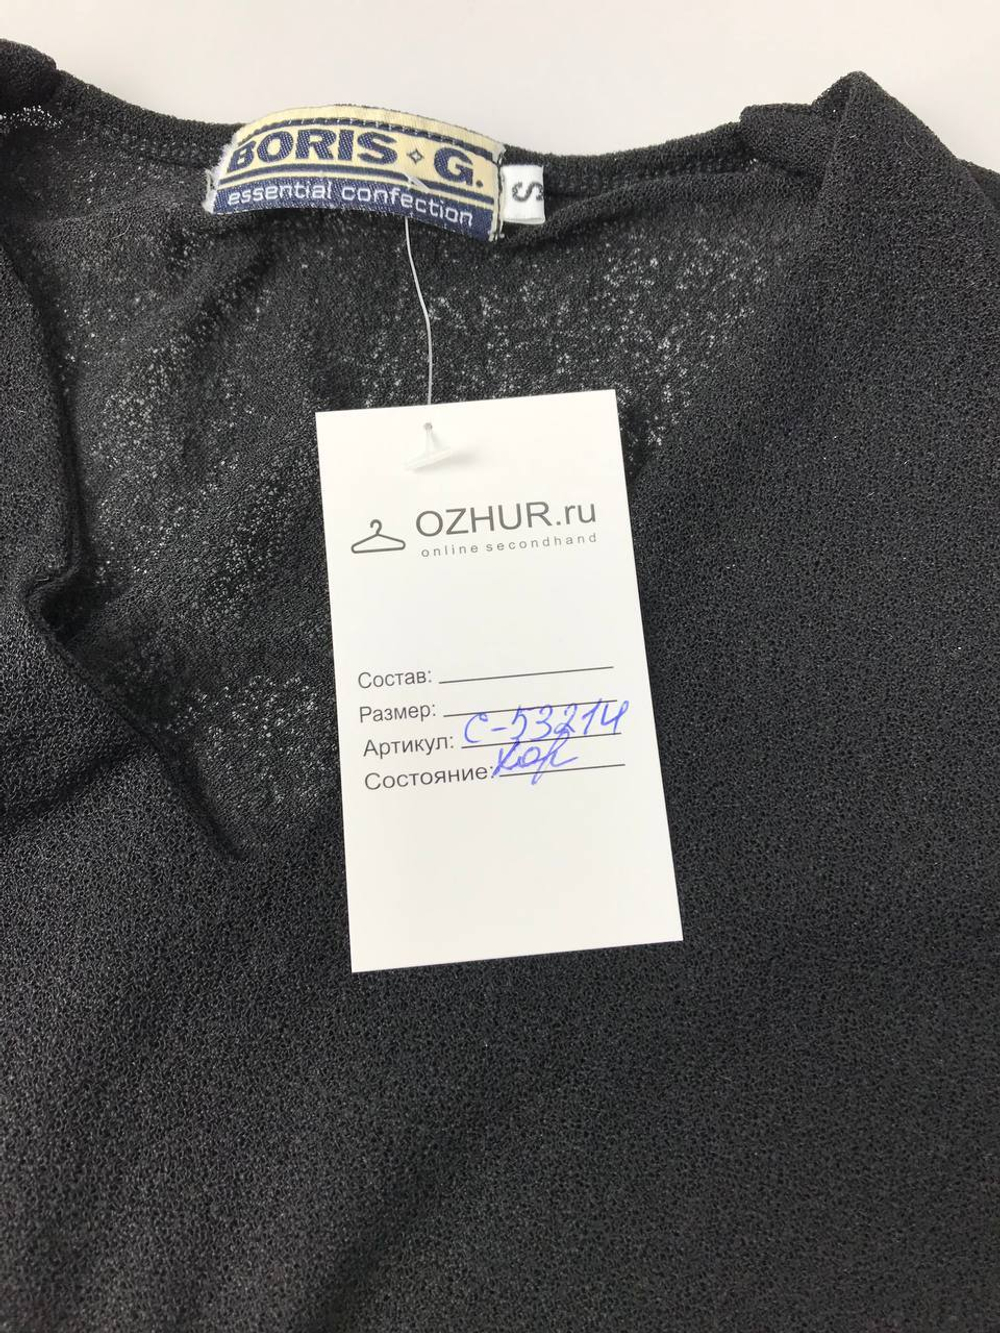 BORIS G.
essential confection
S
OZHUR.ru
online secondhand
Состав:
Размер:
Артикул: С-53214
Состояние: Хор